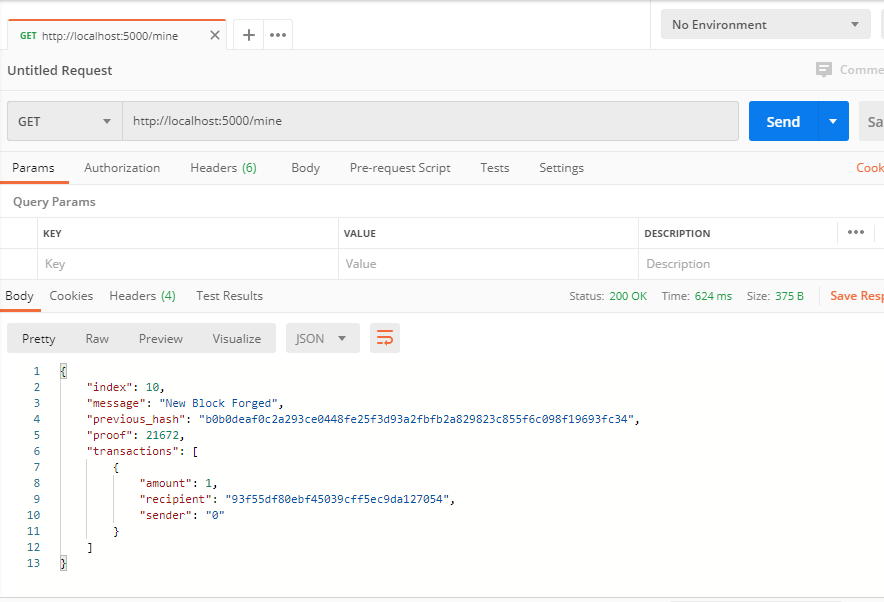 GET http://localhost:5000/mine
No Environment
Untitled Request
Comme
GET http://localhost:5000/mine Send Sa
Params Authorization Headers (6) Body Pre-request Script Tests Settings Cook
Query Params
KEY VALUE DESCRIPTION
Key Value Description
Body Cookies Headers (4) Test Results Status: 200 OK Time: 624 ms Size: 375 B Save Resp
Pretty Raw Preview Visualize JSON
1 {
2 "index": 10,
3 "message": "New Block Forged",
4 "previous_hash": "b0b0deaf0c2a293ce0448fe25f3d93a2fbfb2a829823c855f6c098f19693fc34",
5 "proof": 21672,
6 "transactions": [
7 {
8 "amount": 1,
9 "recipient": "93f55df80ebf45039cff5ec9da127054",
10 "sender": "0"
11 }
12 ]
13 }